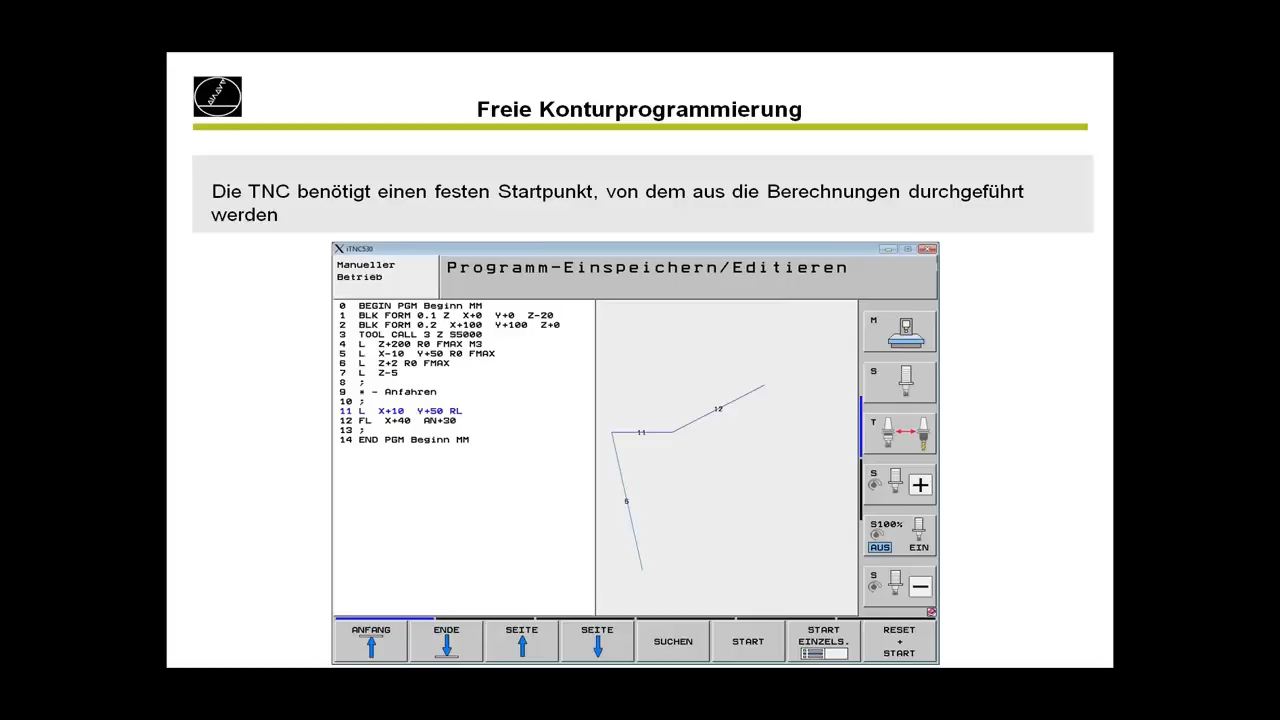 Freie Konturprogrammierung
Die TNC benötigt einen festen Startpunkt, von dem aus die Berechnungen durchgeführt
werden
X iTNC530
Manueller
Betrieb
Programm-Einspeichern/Editieren
0 BEGIN PGM Beginn MM
1 BLK FORM 0.1 Z X+0 Y+0 Z-20
2 BLK FORM 0.2 X+100 Y+100 Z+0
3 TOOL CALL 3 Z S5000
4 L Z+200 R0 FMAX M3
5 L X-10 Y+50 R0 FMAX
6 L Z+2 R0 FMAX
7 L Z-5
8 ;
9 * - Anfahren
10 ;
11 L X+10 Y+50 RL
12 FL X+40 AN+30
13 ;
14 END PGM Beginn MM
12
11
M
S
T
S
+
S100%
AUS EIN
S
−
ANFANG
ENDE
SEITE
SEITE
SUCHEN
START
START
EINZELS.
RESET
+
START